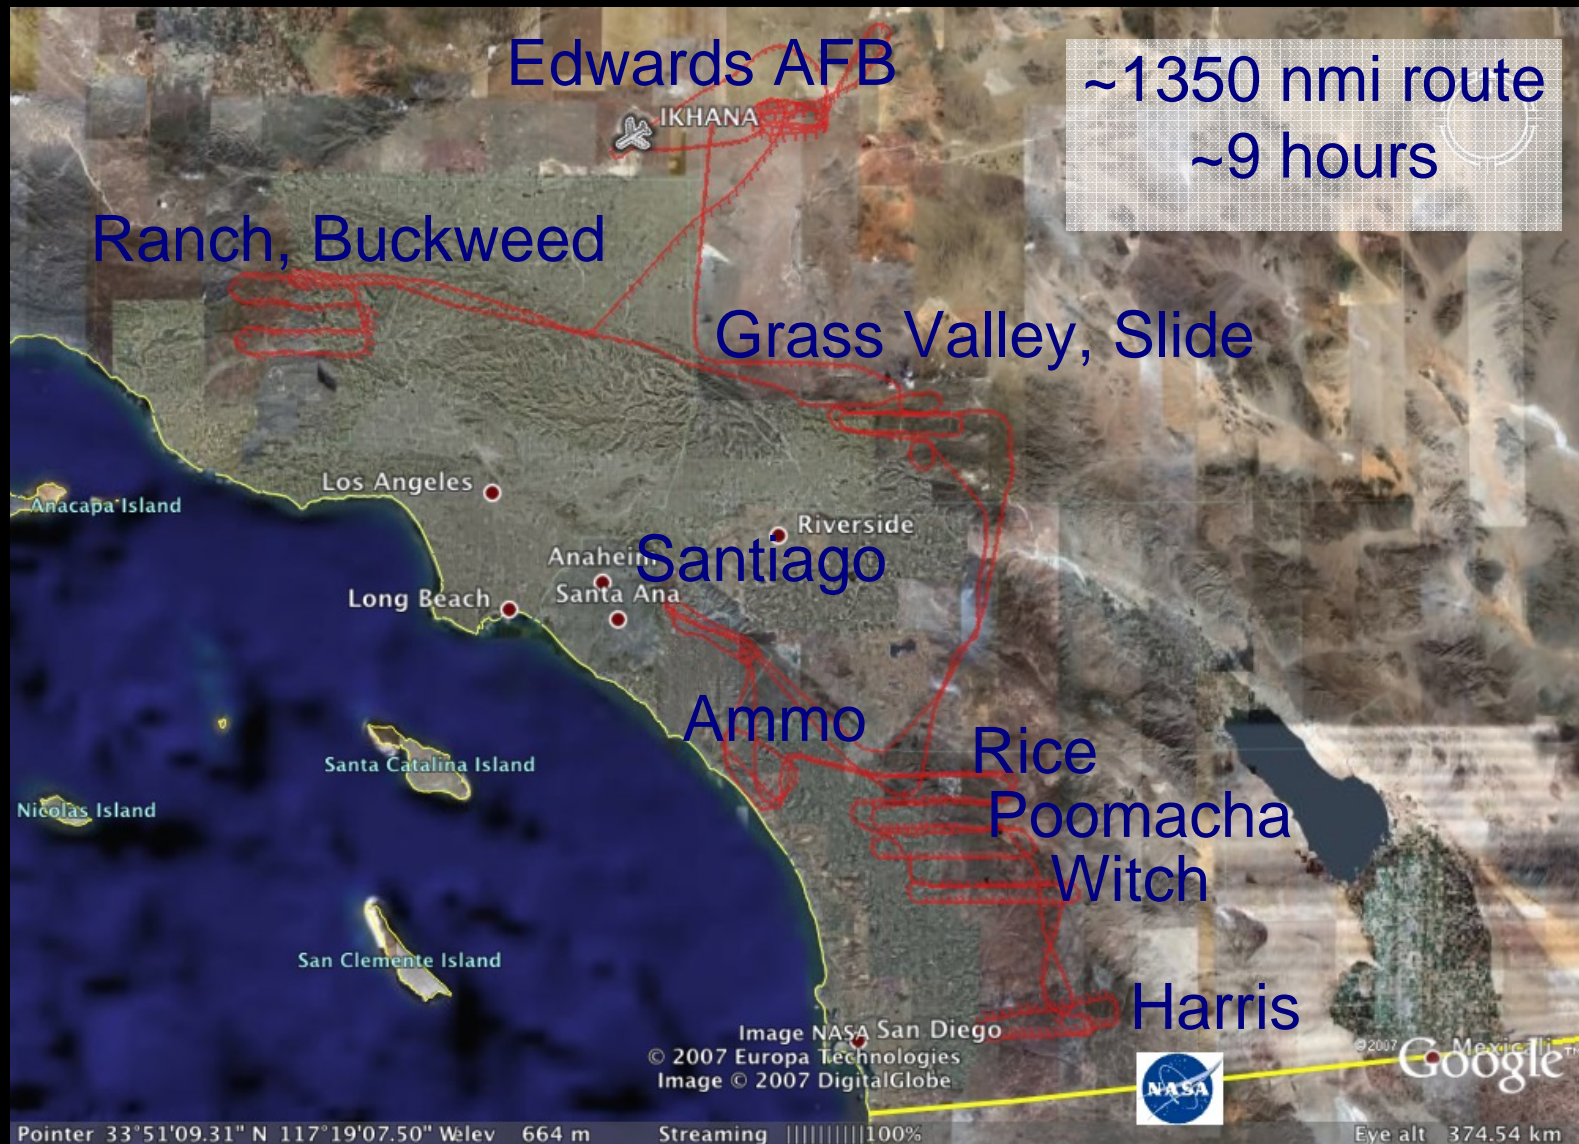 Edwards AFB
~1350 nmi route
~9 hours
IKHANA
Ranch, Buckweed
Grass Valley, Slide
Los Angeles
Anacapa Island
Riverside
Anaheim
Santiago
Santa Ana
Long Beach
Ammo
Rice
Santa Catalina Island
Poomacha
Nicolas Island
Witch
San Clemente Island
Harris
Image NASA
San Diego
© 2007 Europa Technologies
Image © 2007 DigitalGlobe
©2007
Google™
Mexicali
NASA
Pointer 33°51'09.31" N 117°19'07.50" W elev 664 m Streaming ||||||||| 100% Eye alt 374.54 km